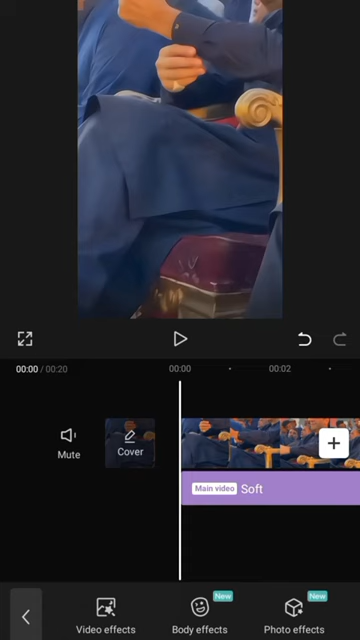 00:00 / 00:20 00:00 00:02
Mute
Cover
Main video Soft
New New
Video effects Body effects Photo effects